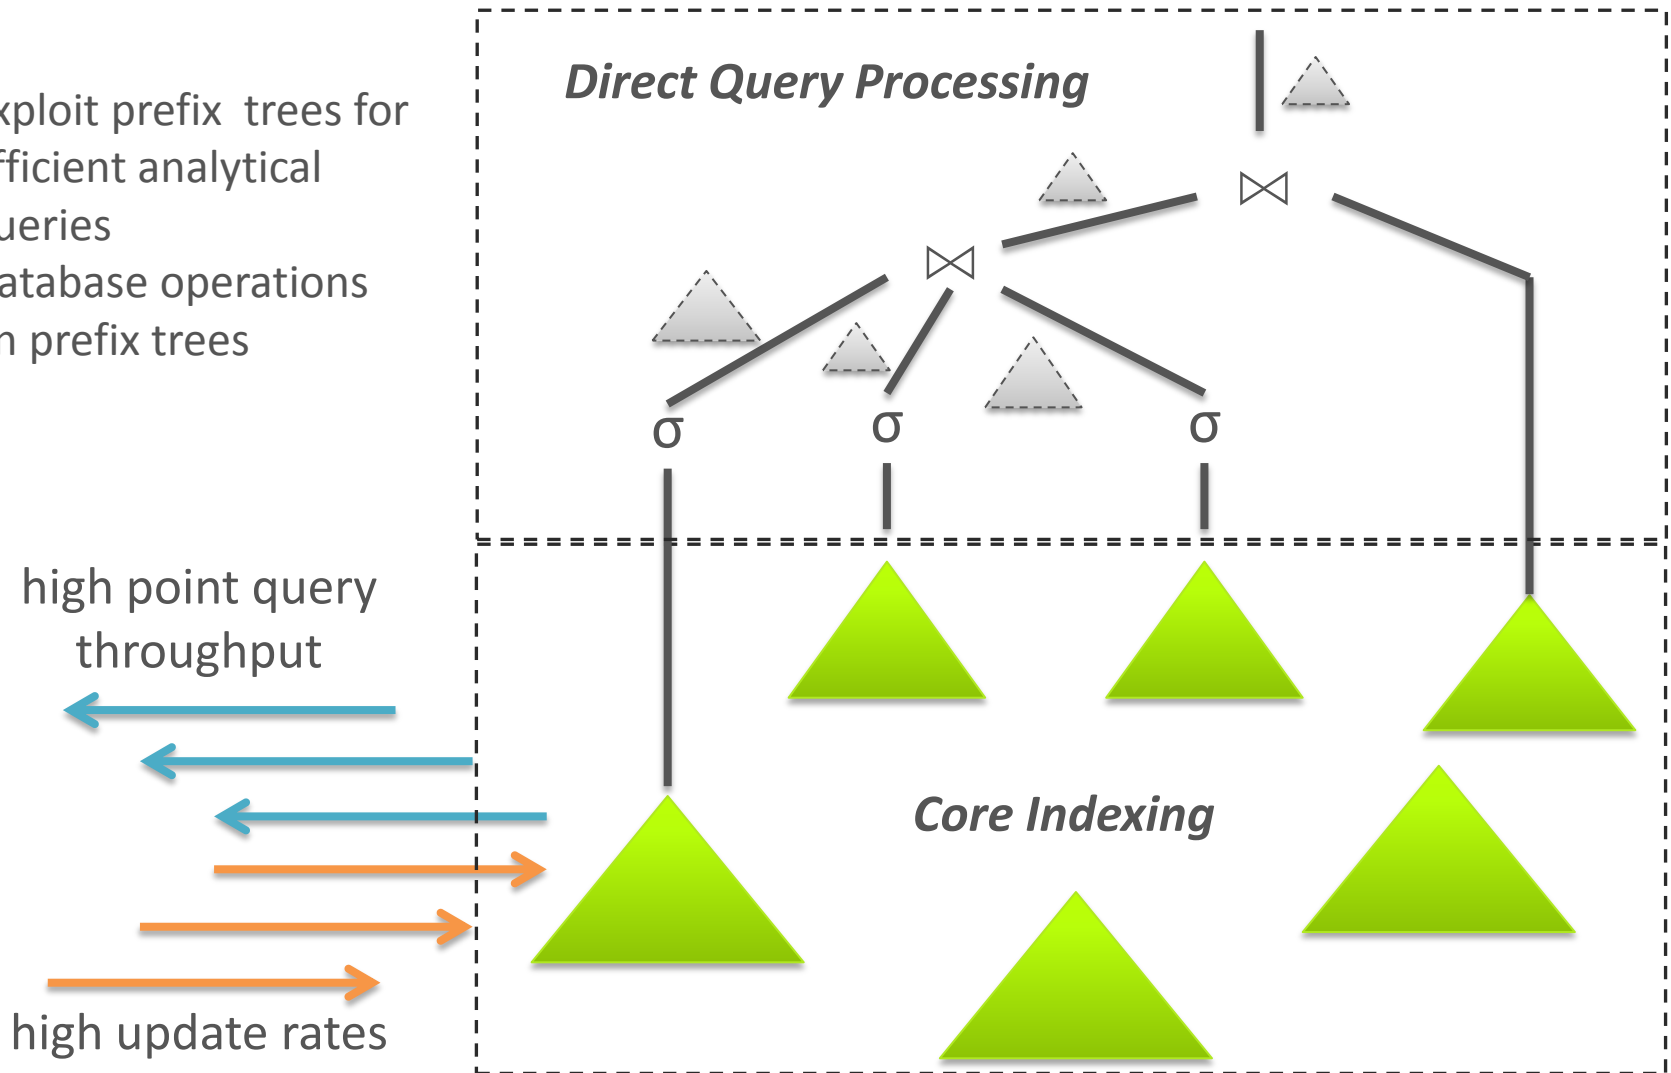 Direct Query Processing
xploit prefix trees for
fficient analytical
ueries
atabase operations
n prefix trees
⋈
⋈
σ
σ
σ
high point query
throughput
Core Indexing
high update rates